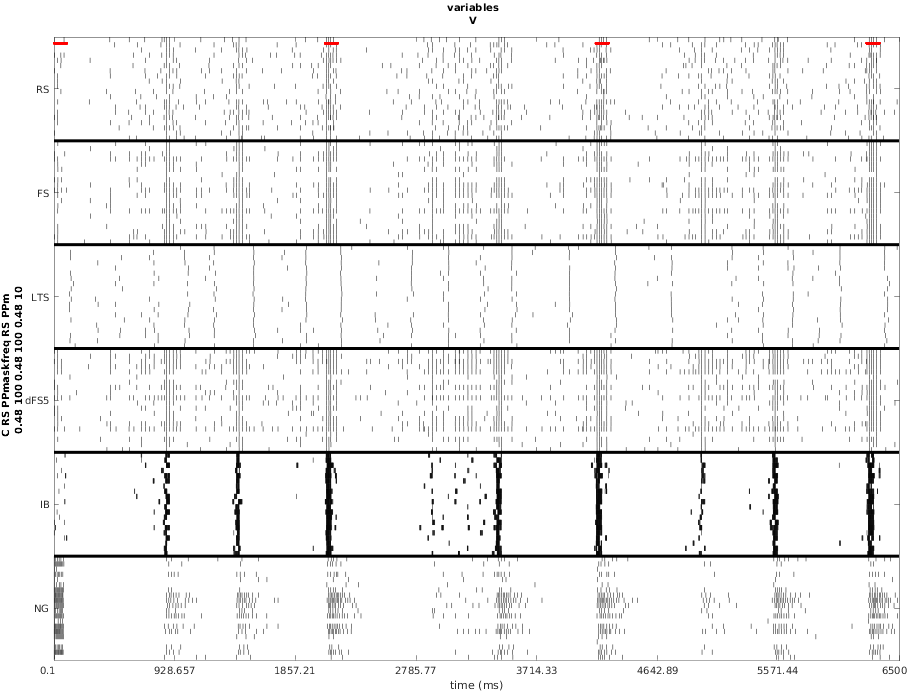 variables
V
C RS PPmaskfreq RS PPm
0.48 100 0.48 100 0.48 10
RS
FS
LTS
dFS5
IB
NG
0.1 928.657 1857.21 2785.77 3714.33 4642.89 5571.44 6500
time (ms)